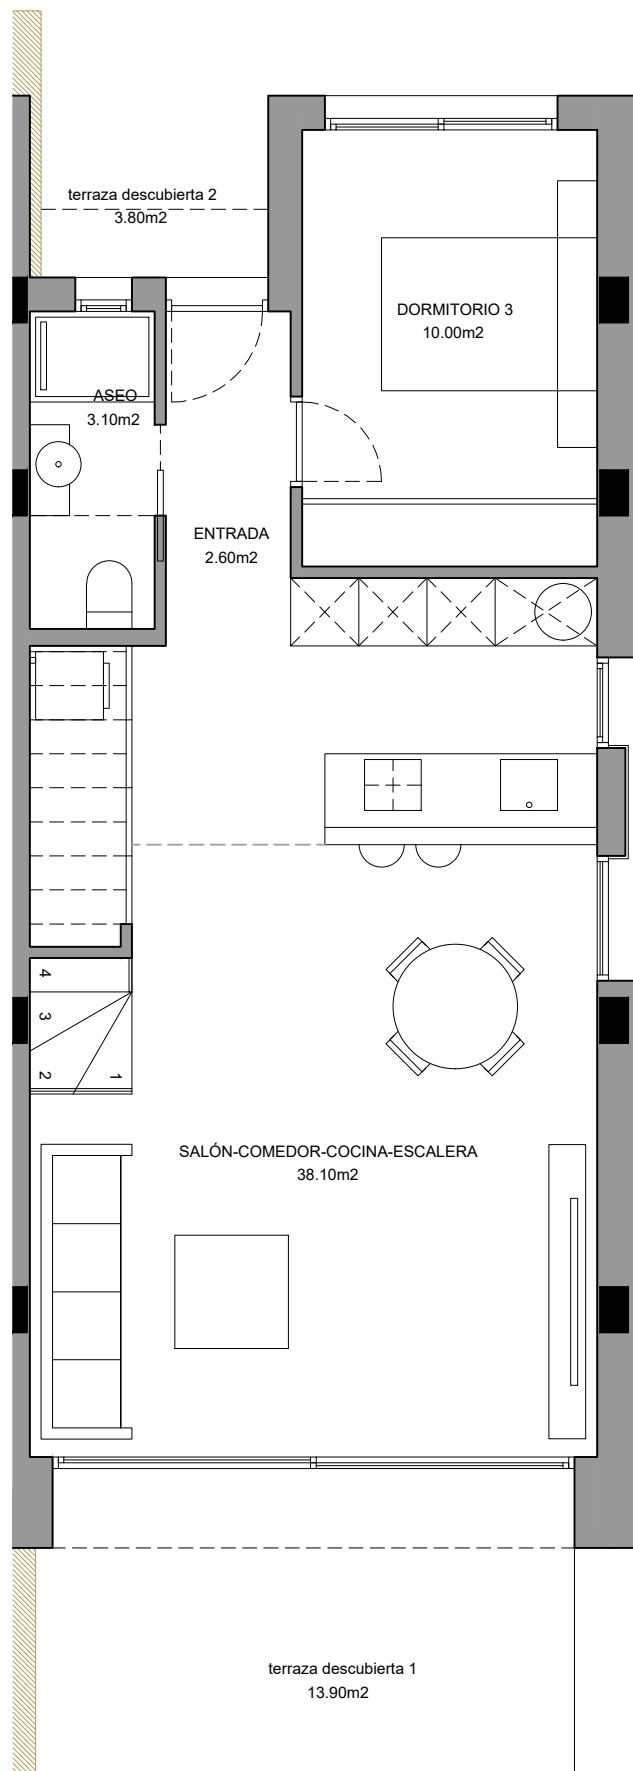 terraza descubierta 2
3.80m2
DORMITORIO 3
10.00m2
ASEO
3.10m2
ENTRADA
2.60m2
4
3
2
1
SALÓN-COMEDOR-COCINA-ESCALERA
38.10m2
terraza descubierta 1
13.90m2